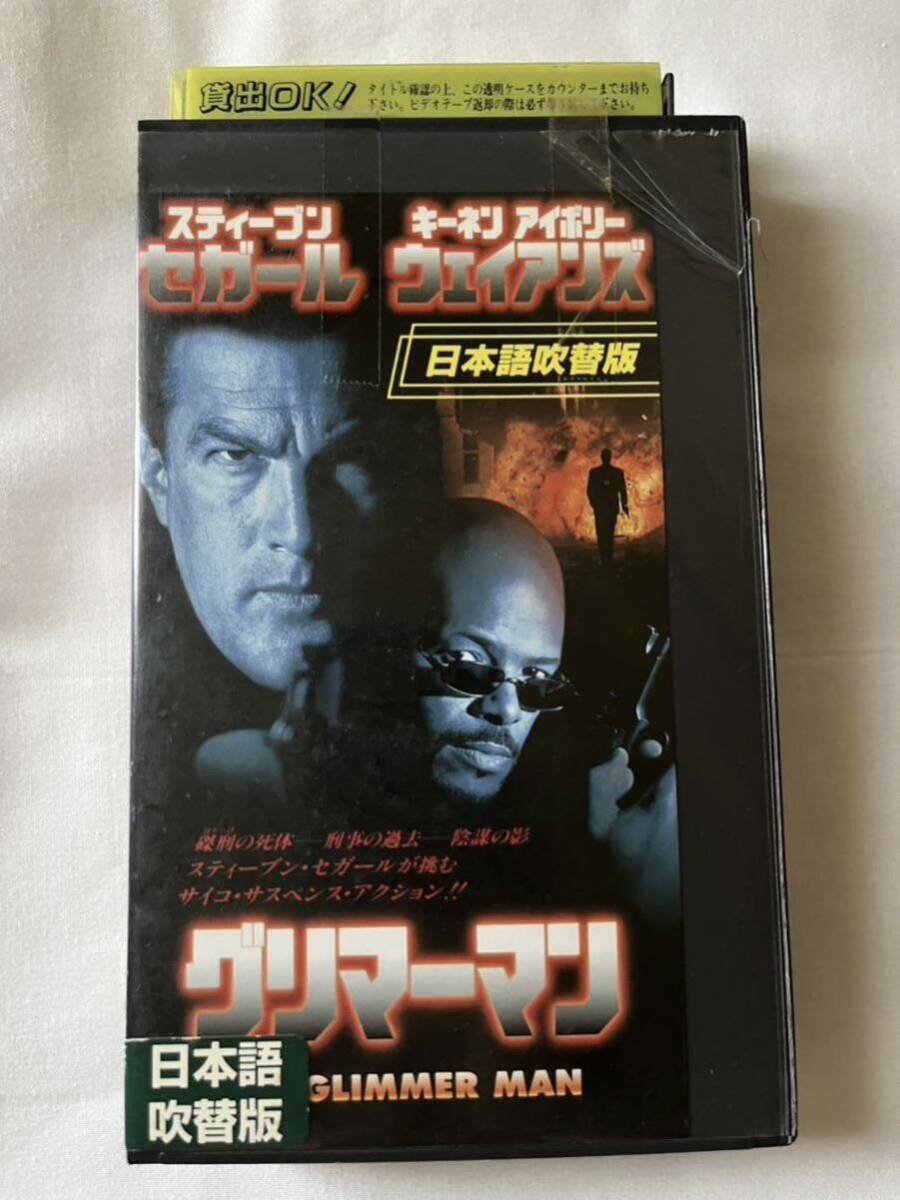 貸出OK!
タイトル確認の上、この透明ケースをカウンターまでお持ち
下さい。ビデオテープ返却の際は必ず 下さい。
スティーブン
セガール
キーネン アイボリー
ウェイアンズ
日本語吹替版
磔刑の死体―刑事の過去―陰謀の影
スティーブン・セガールが挑む
サイコ・サスペンス・アクション!!
グリマーマン
GLIMMER MAN
日本語
吹替版